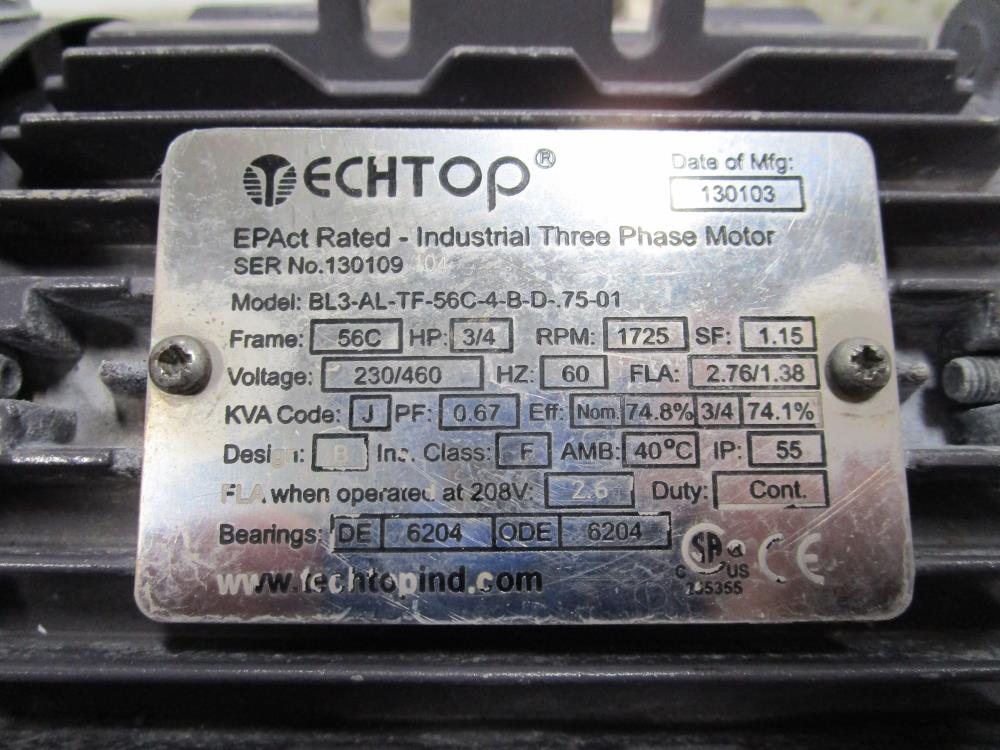 TECHTOP®
Date of Mfg:
130103
EPAct Rated - Industrial Three Phase Motor
SER No.130109 104
Model: BL3-AL-TF-56C-4-B-D-.75-01
Frame: 56C HP: 3/4 RPM: 1725 SF: 1.15
Voltage: 230/460 HZ: 60 FLA: 2.76/1.38
KVA Code: J PF: 0.67 Eff: Nom. 74.8% 3/4 74.1%
Design: B Ins. Class: F AMB: 40°C IP: 55
FLA when operated at 208V: 2.6 Duty: Cont.
Bearings: DE 6204 ODE 6204
SA
C US
CE
www.techtopind.com